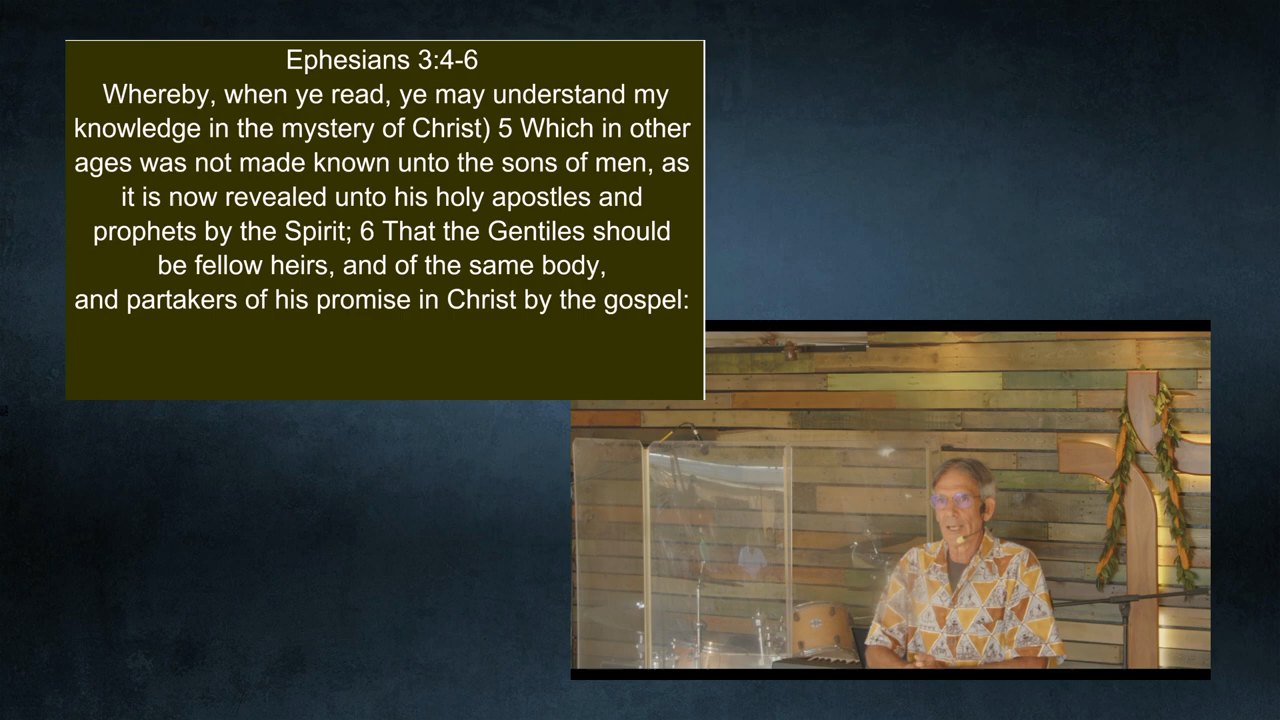 Ephesians 3:4-6
Whereby, when ye read, ye may understand my
knowledge in the mystery of Christ) 5 Which in other
ages was not made known unto the sons of men, as
it is now revealed unto his holy apostles and
prophets by the Spirit; 6 That the Gentiles should
be fellow heirs, and of the same body,
and partakers of his promise in Christ by the gospel: